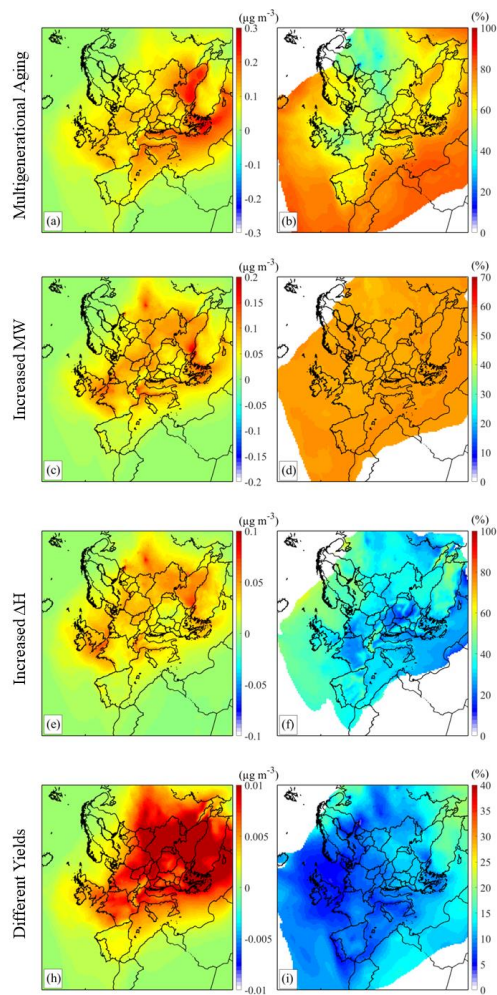 (μg m⁻³) (%)
Multigenerational Aging
0.3 100
0.2 80
0.1 60
0
-0.1 40
-0.2 20
-0.3 0
(a) (b)
(μg m⁻³) (%)
Increased MW
0.2 70
0.15 60
0.1 50
0.05 40
0
-0.05 30
-0.1 20
-0.15 10
-0.2 0
(c) (d)
(μg m⁻³) (%)
Increased ΔH
0.1 100
0.05 80
60
0
40
-0.05 20
-0.1 0
(e) (f)
(μg m⁻³) (%)
Different Yields
0.01 40
35
0.005 30
25
0 20
15
-0.005 10
5
-0.01 0
(h) (i)